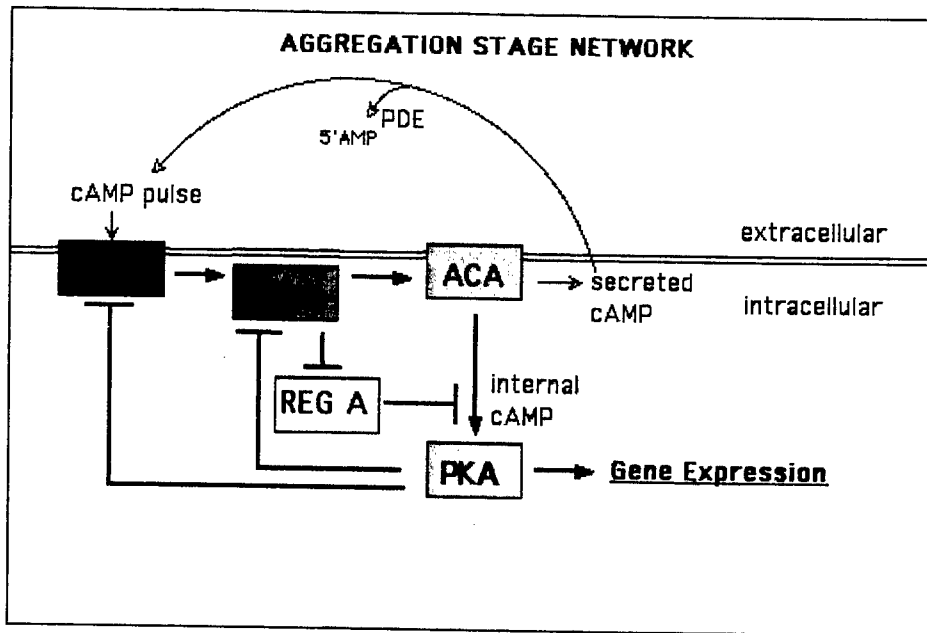 AGGREGATION STAGE NETWORK
PDE
5'AMP
cAMP pulse
extracellular
ACA
secreted
cAMP
intracellular
internal
cAMP
REG A
PKA
Gene Expression